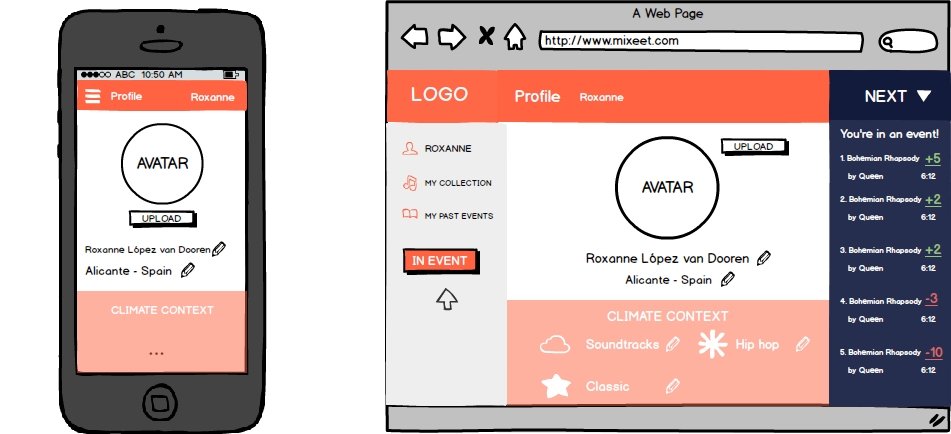 ABC 10:50 AM
Profile Roxanne
AVATAR
UPLOAD
Roxanne López van Dooren
Alicante - Spain
CLIMATE CONTEXT
...
A Web Page
http://www.mixeet.com
LOGO
Profile Roxanne
NEXT
ROXANNE
MY COLLECTION
MY PAST EVENTS
IN EVENT
UPLOAD
AVATAR
Roxanne López van Dooren
Alicante - Spain
CLIMATE CONTEXT
Soundtracks
Hip hop
Classic
You're in an event!
1. Bohemian Rhapsody +5
by Queen 6:12
2. Bohemian Rhapsody +2
by Queen 6:12
3. Bohemian Rhapsody +2
by Queen 6:12
4. Bohemian Rhapsody -3
by Queen 6:12
5. Bohemian Rhapsody -10
by Queen 6:12